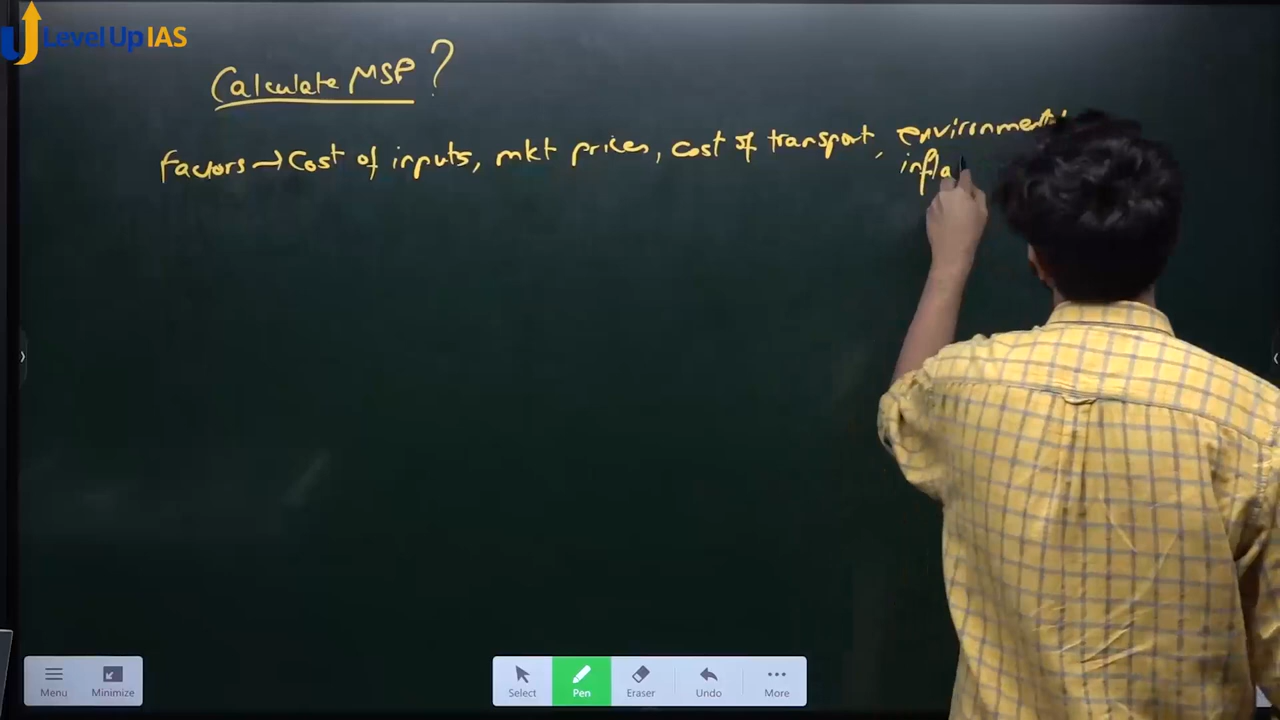 Level Up IAS
Calculate MSP?
Factors → Cost of inputs, mkt prices, cost of transport, environmental
infla
Menu
Minimize
Select
Pen
Eraser
Undo
More